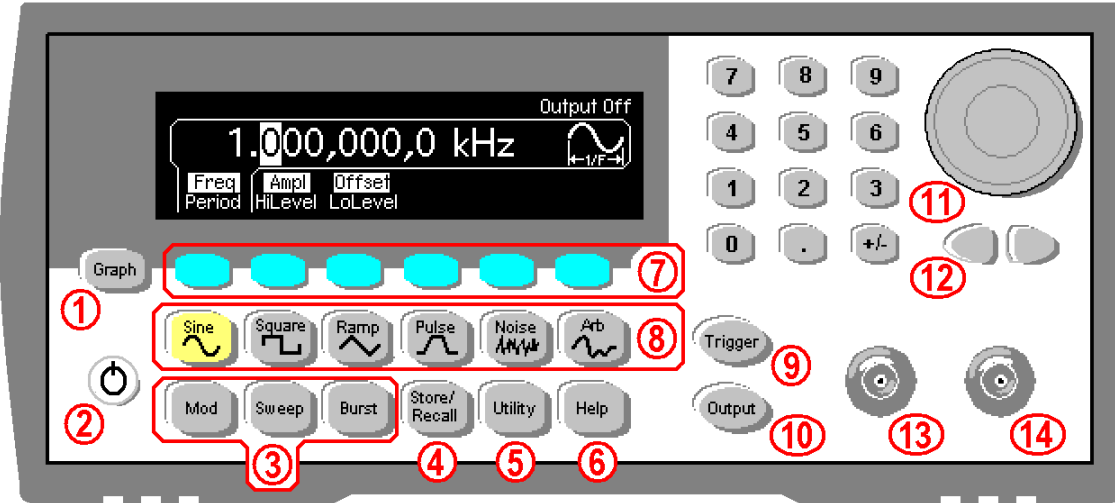 Output Off
1.000,000,0 kHz
←1/F→
Freq Ampl Offset
Period HiLevel LoLevel
7 8 9
4 5 6
1 2 3
0 . +/-
11
12
Graph
1
7
Sine Square Ramp Pulse Noise Arb
8
Trigger
9
2
Mod Sweep Burst Store/
Recall Utility Help
Output
10
3
4
5
6
13
14